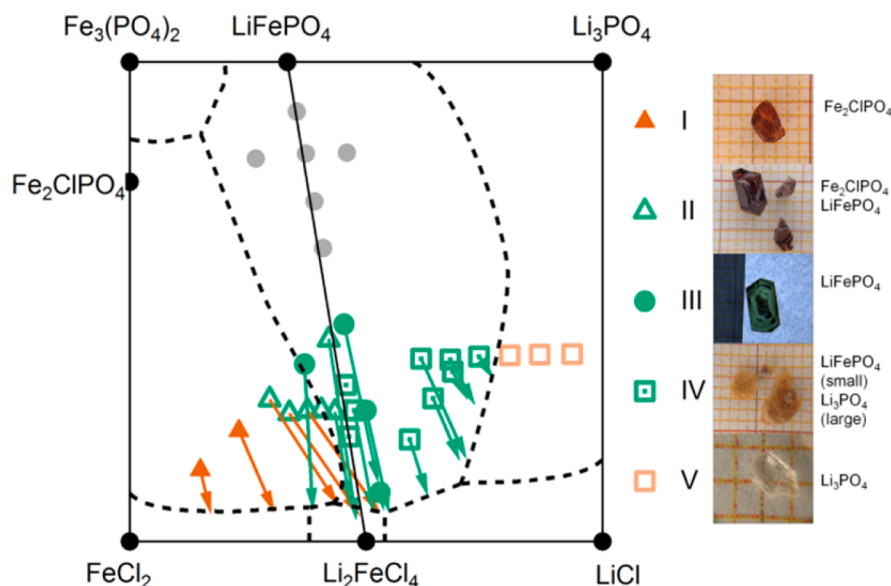 Fe₃(PO₄)₂ LiFePO₄ Li₃PO₄
Fe₂ClPO₄
FeCl₂ Li₂FeCl₄ LiCl
I Fe₂ClPO₄
II Fe₂ClPO₄
LiFePO₄
III LiFePO₄
IV LiFePO₄
(small)
Li₃PO₄
(large)
V Li₃PO₄